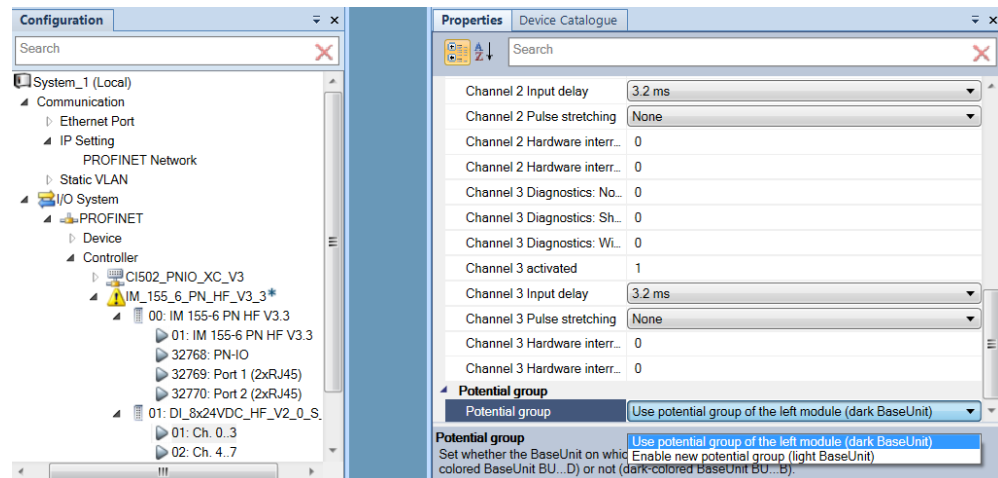 Configuration
Search
System_1 (Local)
Communication
Ethernet Port
IP Setting
PROFINET Network
Static VLAN
I/O System
PROFINET
Device
Controller
CI502_PNIO_XC_V3
IM_155_6_PN_HF_V3_3*
00: IM 155-6 PN HF V3.3
01: IM 155-6 PN HF V3.3
32768: PN-IO
32769: Port 1 (2xRJ45)
32770: Port 2 (2xRJ45)
01: DI_8x24VDC_HF_V2_0_S_
01: Ch. 0..3
02: Ch. 4..7
Properties Device Catalogue
Search
Channel 2 Input delay 3.2 ms
Channel 2 Pulse stretching None
Channel 2 Hardware interr... 0
Channel 2 Hardware interr... 0
Channel 3 Diagnostics: No... 0
Channel 3 Diagnostics: Sh... 0
Channel 3 Diagnostics: Wi... 0
Channel 3 activated 1
Channel 3 Input delay 3.2 ms
Channel 3 Pulse stretching None
Channel 3 Hardware interr... 0
Channel 3 Hardware interr... 0
Potential group
Potential group Use potential group of the left module (dark BaseUnit)
Use potential group of the left module (dark BaseUnit)
Enable new potential group (light BaseUnit)
Potential group
Set whether the BaseUnit on whic
colored BaseUnit BU...D) or not (dark-colored BaseUnit BU...B).